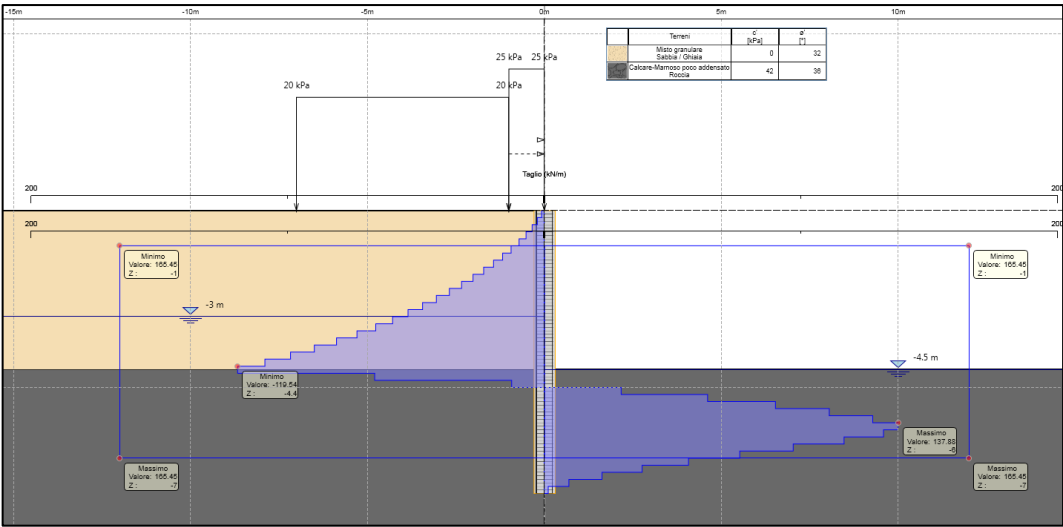 -15m
-10m
-5m
0m
5m
10m
Terreni
c'
[kPa]
ø'
[°]
Misto granulare
Sabbia / Ghiaia
0
32
Calcare-Marnoso poco addensato
Roccia
42
36
25 kPa
25 kPa
20 kPa
20 kPa
Taglio (kN/m)
200
200
200
200
Minimo
Valore: 165.45
Z : -1
Minimo
Valore: 165.45
Z : -1
-3 m
-4.5 m
Minimo
Valore: -119.54
Z : -4.4
Massimo
Valore: 137.88
Z : -6
Massimo
Valore: 165.45
Z : -7
Massimo
Valore: 165.45
Z : -7